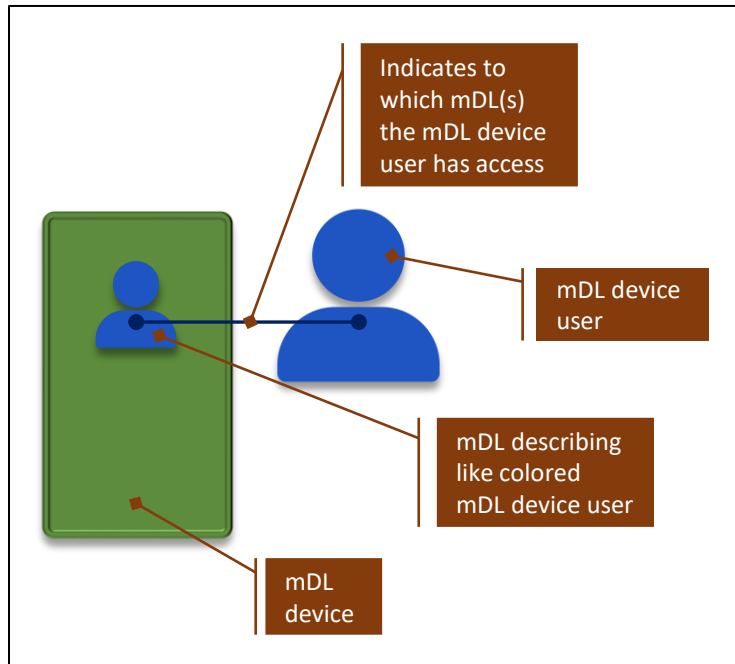 Indicates to
which mDL(s)
the mDL device
user has access
mDL device
user
mDL describing
like colored
mDL device user
mDL
device